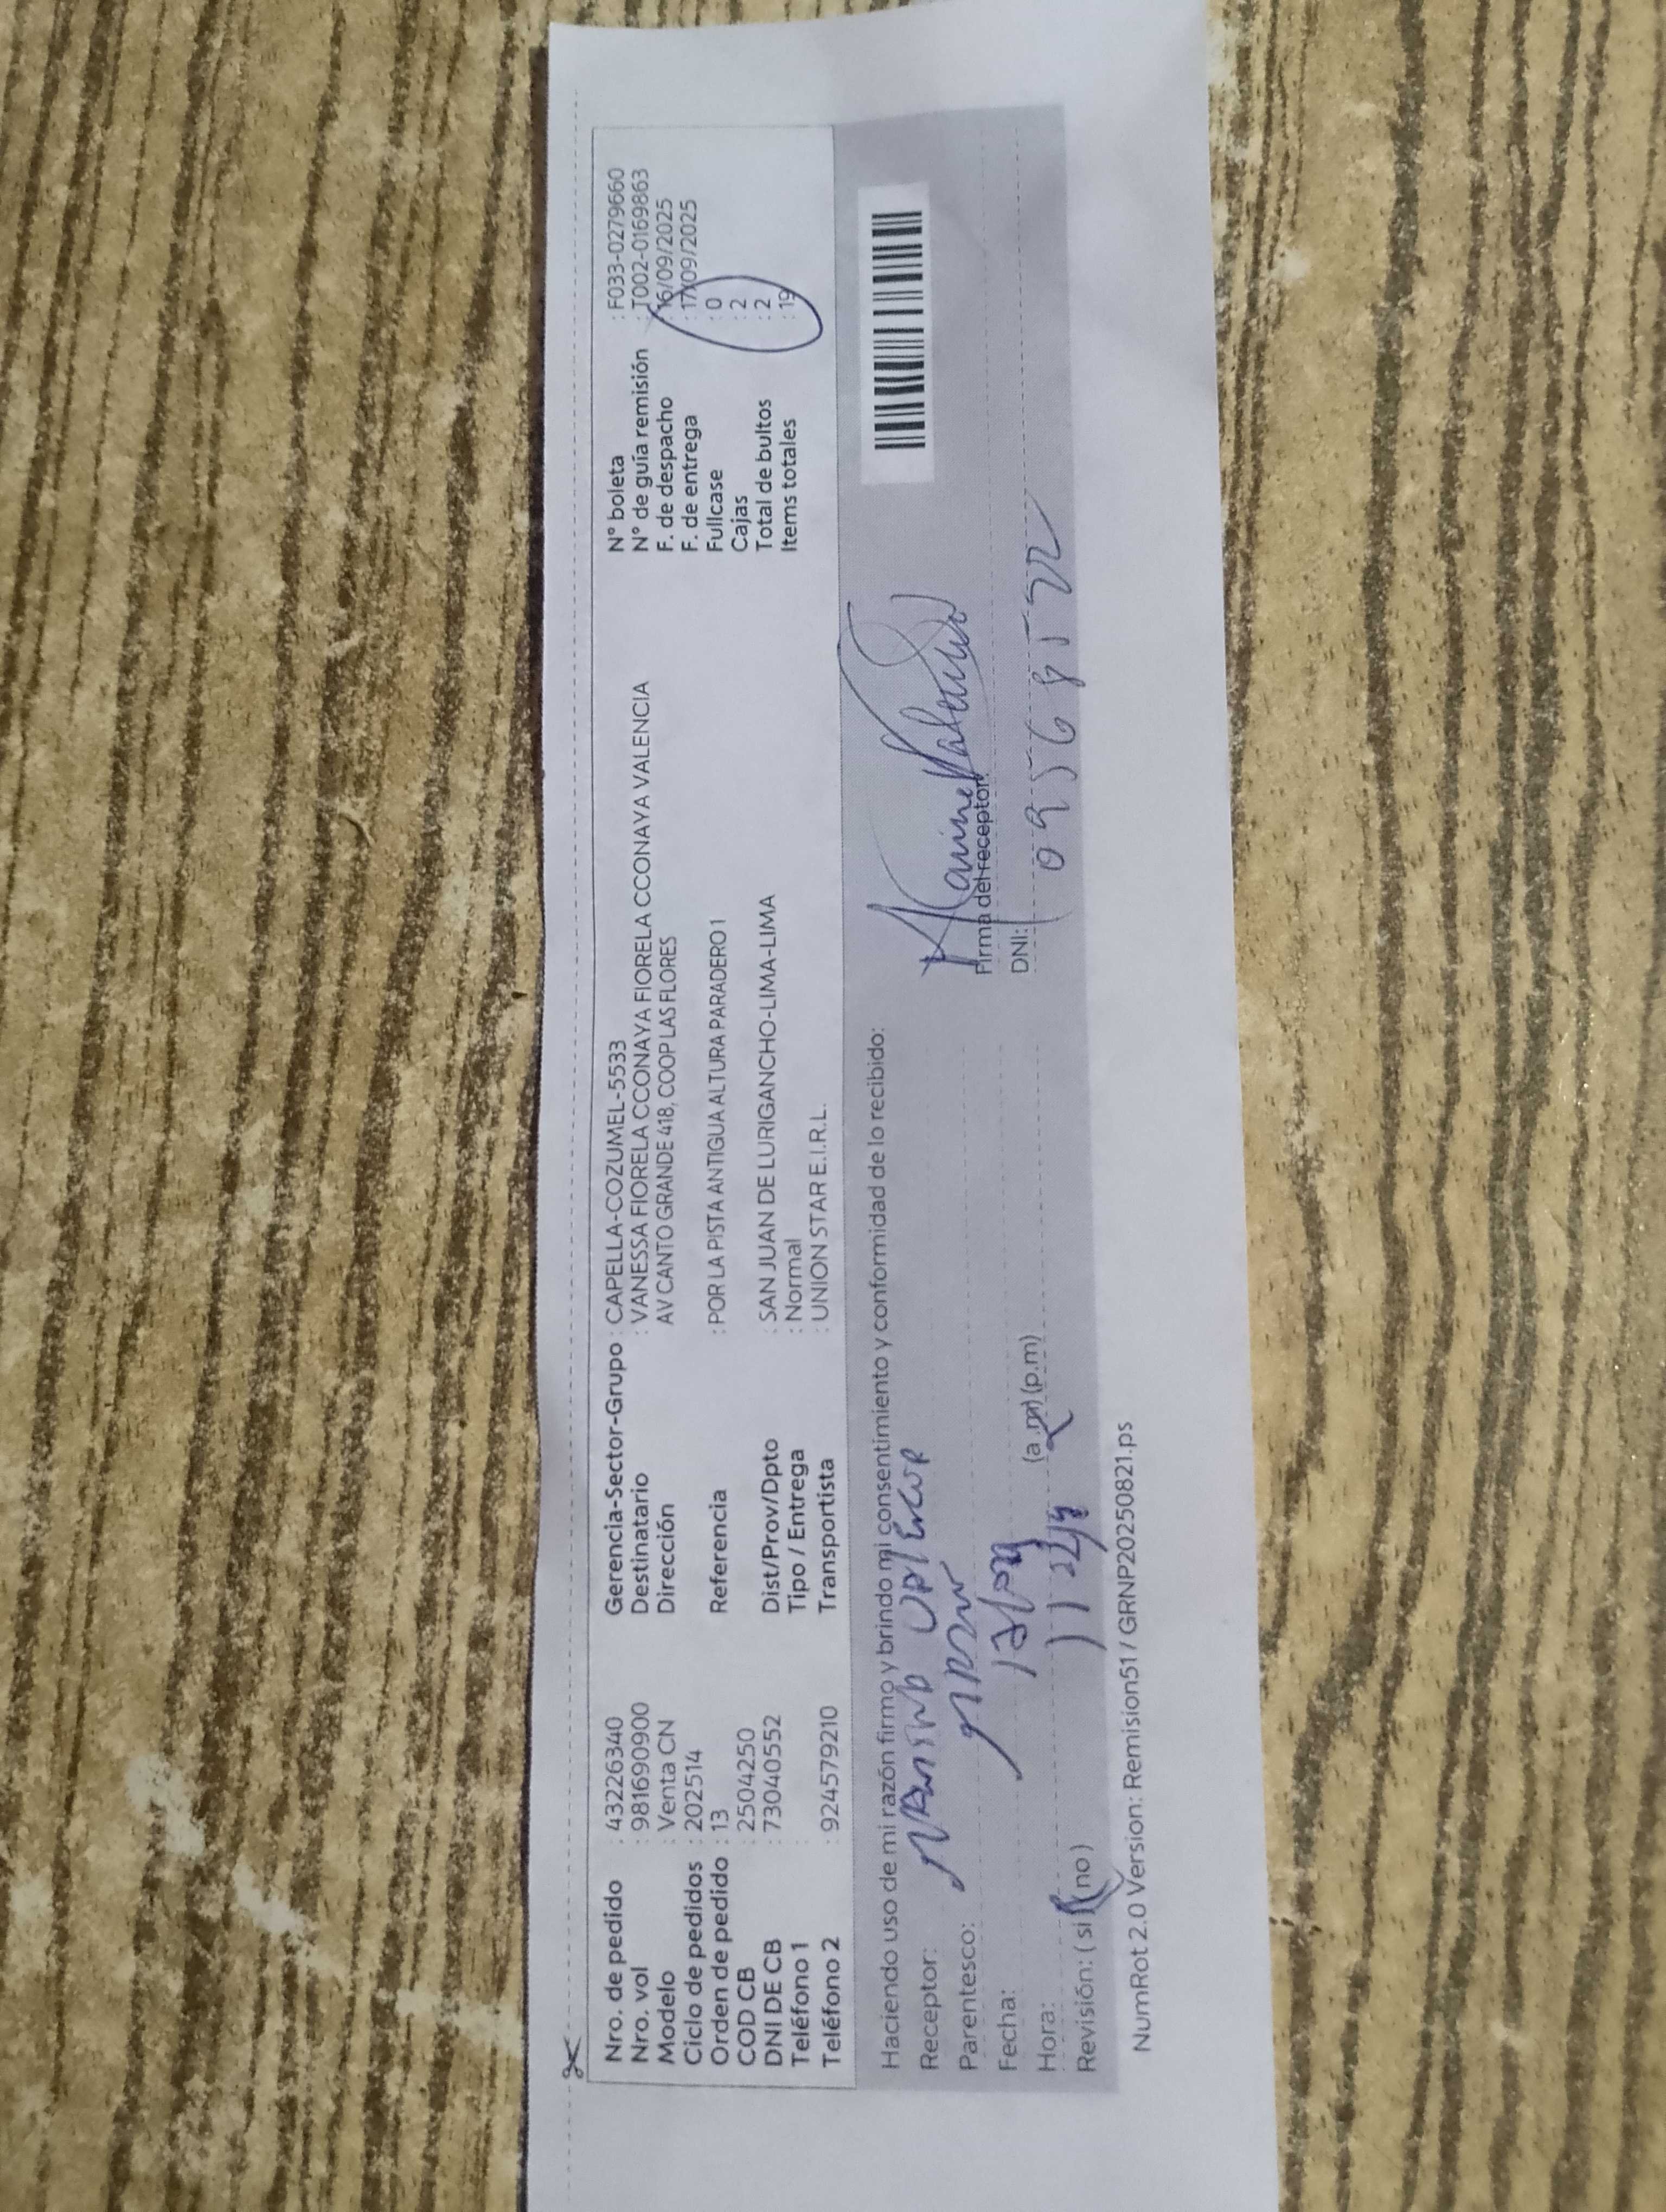 Nro. de pedido : 432226340
Nro. vol : 981690900
Modelo : Venta CN
Ciclo de pedidos : 202514
Orden de pedido : 13
COD CB : 2504250
DNI DE CB : 73040552
Teléfono 1 :
Teléfono 2 : 924579210
Gerencia-Sector-Grupo : CAPELLA-COZUMEL-5533
Destinatario : VANESSA FIORELA CCONAYA FIORELA CCONAYA VALENCIA
Dirección AV CANTO GRANDE 418, COOP LAS FLORES
Referencia : POR LA PISTA ANTIGUA ALTURA PARADERO 1
Dist/Prov/Dpto : SAN JUAN DE LURIGANCHO-LIMA-LIMA
Tipo / Entrega : Normal
Transportista : UNION STAR E.I.R.L.
N° boleta : F033-0279660
N° de guía remisión : T002-0169863
F. de despacho : 16/09/2025
F. de entrega : 17/09/2025
Fullcase : 0
Cajas : 2
Total de bultos : 2
Items totales : 19
Haciendo uso de mi razón firmo y brindo mi consentimiento y conformidad de lo recibido:
Receptor:
Parentesco:
Fecha: 17/09
Hora: 11 (a.m) (p.m)
Revisión: ( si ) ( no )
Firma del receptor
DNI:
NumRot 2.0 Version: Remision51 / GRNP20250821.ps